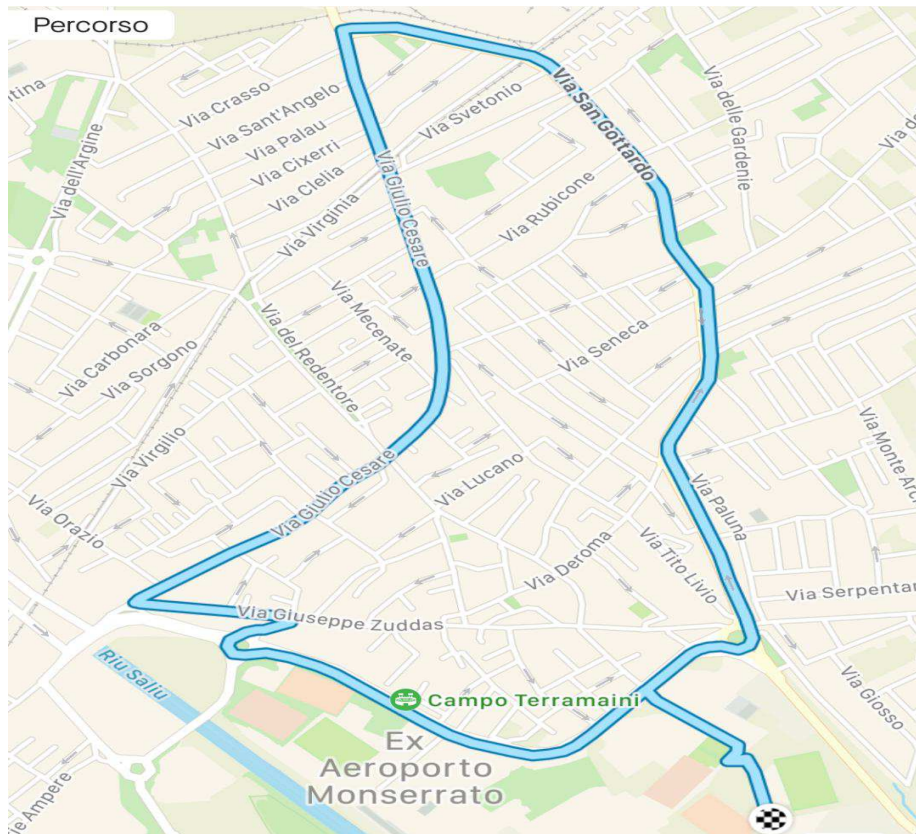 Percorso
Via Crasso
Via Sant'Angelo
Via Palau
Via Cixerri
Via Clelia
Via Virginia
Via Svetonio
Via San Gottardo
Via delle Gardenie
Via dell'Argine
Via Giulio Cesare
Via Rubicone
Via Mecenate
Via del Redentore
Via Seneca
Via Carbonara
Via Sorgono
Via Virgilio
Via Orazio
Via Giulio Cesare
Via Lucano
Via Monte Ar
Via Paluna
Via Deroma
Via Tito Livio
Via Serpentar
Via Giuseppe Zuddas
Riu Saliu
Via Giosso
Campo Terramaini
Ex
Aeroporto
Monserrato
le Ampere